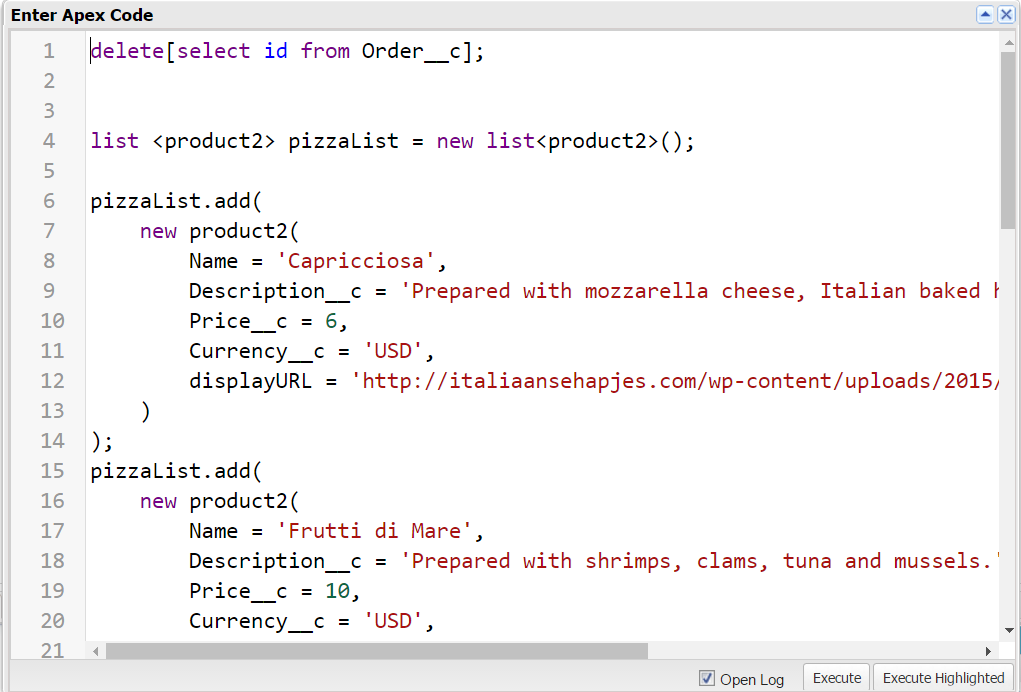 Enter Apex Code
1 delete[select id from Order__c];
2
3
4 list <product2> pizzaList = new list<product2>();
5
6 pizzaList.add(
7 new product2(
8 Name = 'Capricciosa',
9 Description__c = 'Prepared with mozzarella cheese, Italian baked
10 Price__c = 6,
11 Currency__c = 'USD',
12 displayURL = 'http://italiaansehapjes.com/wp-content/uploads/2015/
13 )
14 );
15 pizzaList.add(
16 new product2(
17 Name = 'Frutti di Mare',
18 Description__c = 'Prepared with shrimps, clams, tuna and mussels.'
19 Price__c = 10,
20 Currency__c = 'USD',
21
Open Log Execute Execute Highlighted